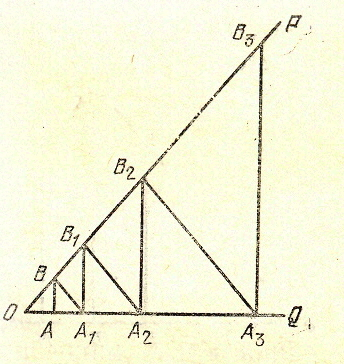 P
B₃
B₂
B₁
B
O A A₁ A₂ A₃ Q